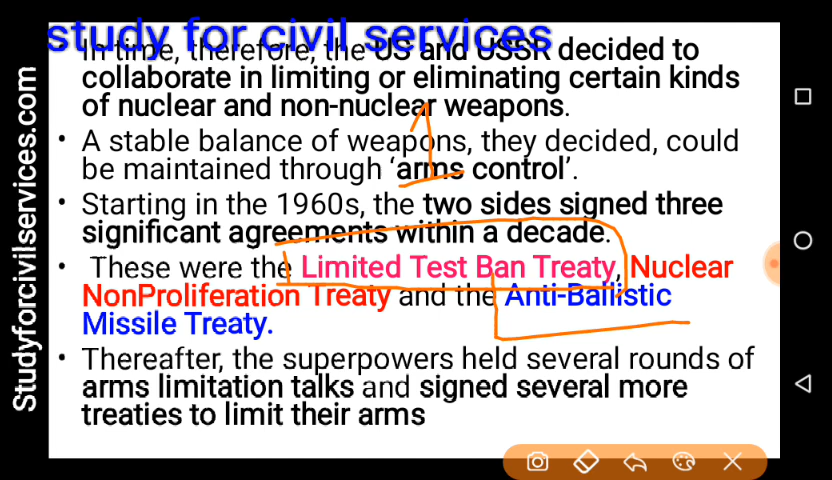 study for civil services
• In time, therefore, the US and USSR decided to
collaborate in limiting or eliminating certain kinds
of nuclear and non-nuclear weapons.
• A stable balance of weapons, they decided, could
be maintained through ‘arms control’.
• Starting in the 1960s, the two sides signed three
significant agreements within a decade.
• These were the Limited Test Ban Treaty, Nuclear
NonProliferation Treaty and the Anti-Ballistic
Missile Treaty.
• Thereafter, the superpowers held several rounds of
arms limitation talks and signed several more
treaties to limit their arms
Studyforcivilservices.com